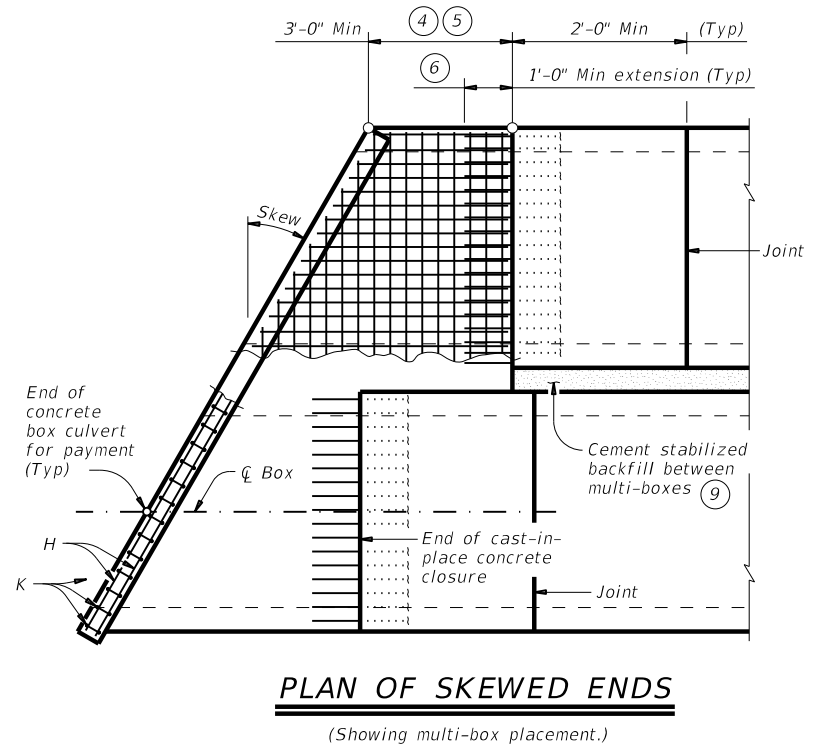 3'-0" Min
4 5
2'-0" Min
(Typ)
6
1'-0" Min extension (Typ)
Skew
Joint
End of
concrete
box culvert
for payment
(Typ)
℄ Box
Cement stabilized
backfill between
multi-boxes 9
H
K
End of cast-in-
place concrete
closure
Joint
PLAN OF SKEWED ENDS
(Showing multi-box placement.)